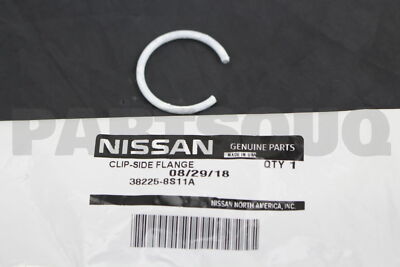 PARTSOUQ
NISSAN
GENUINE PARTS
MADE IN
CLIP-SIDE FLANGE
QTY 1
08/29/18
38225-8S11A
NISSAN NORTH AMERICA, INC.